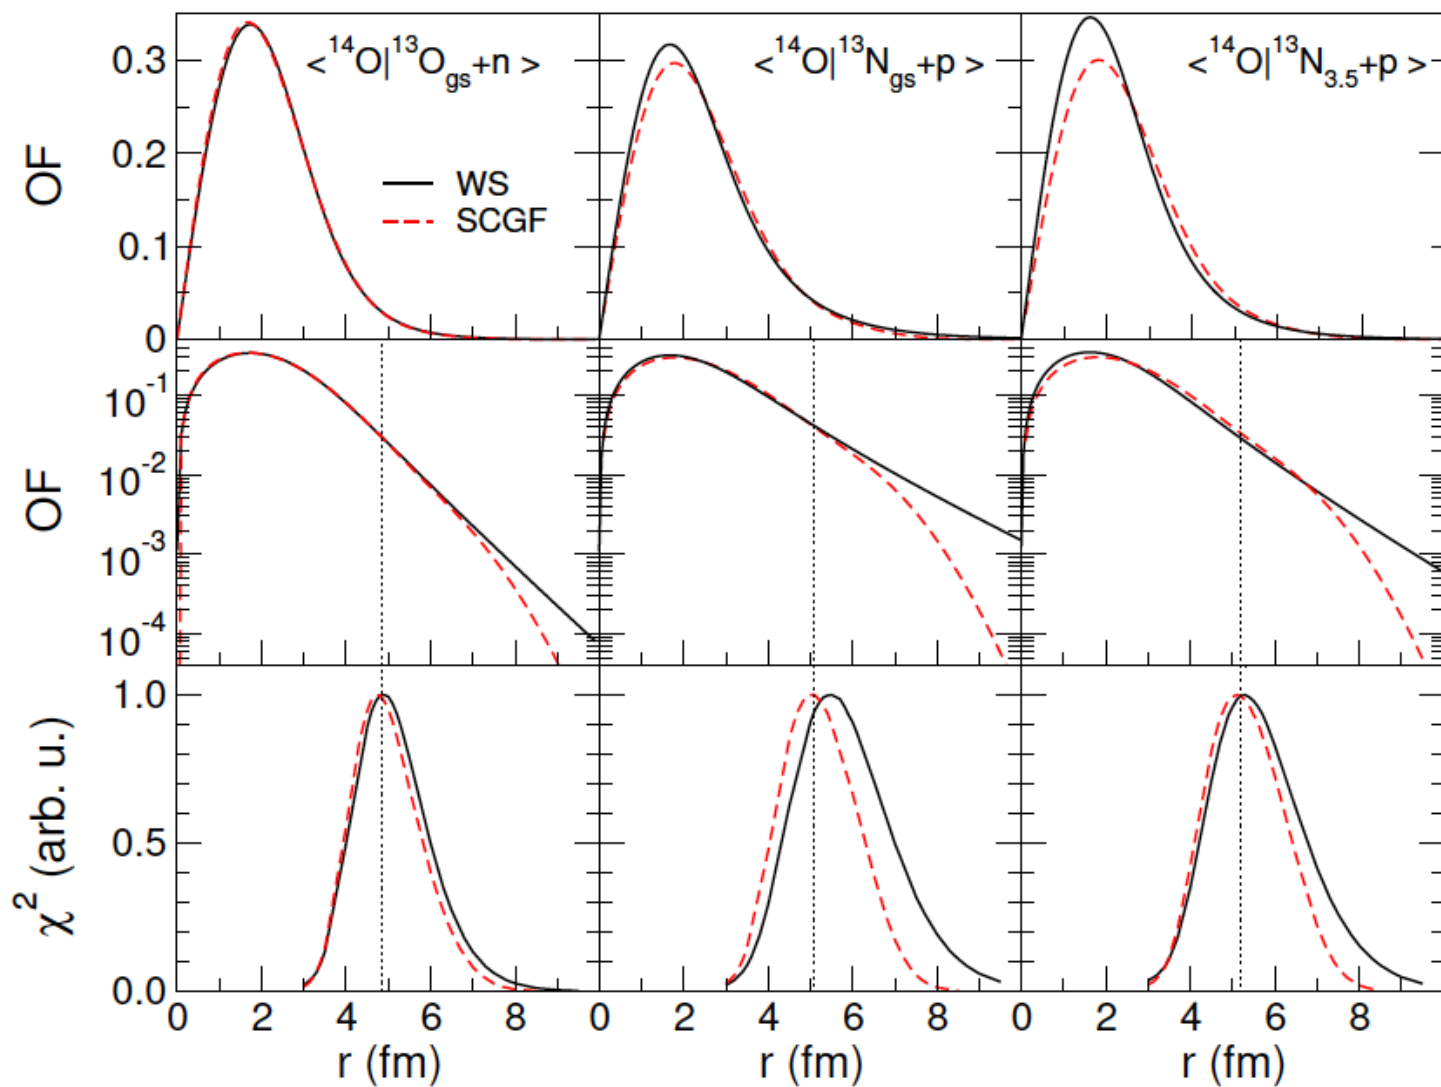 OF
0.3
0.2
0.1
0
< ¹⁴O|¹³O_gs+n >
WS
SCGF
< ¹⁴O|¹³N_gs+p >
< ¹⁴O|¹³N_3.5+p >
OF
0
10⁻¹
10⁻²
10⁻³
10⁻⁴
χ² (arb. u.)
1.0
0.5
0.0
0 2 4 6 8 0 2 4 6 8 0 2 4 6 8
r (fm) r (fm) r (fm)